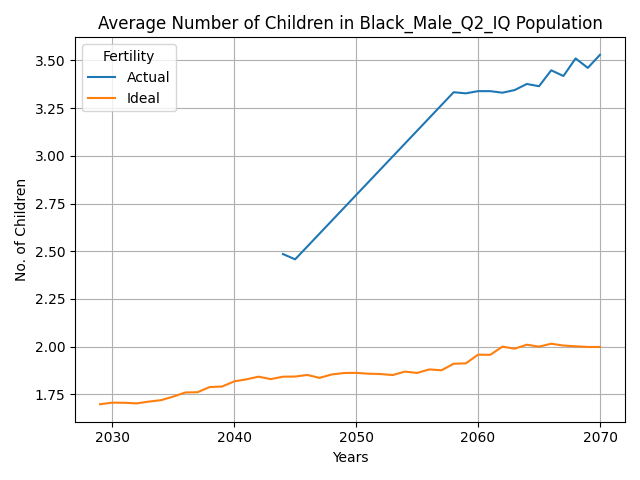 Average Number of Children in Black_Male_Q2_IQ Population
Fertility
Actual
Ideal
3.50
3.25
3.00
2.75
2.50
2.25
2.00
1.75
No. of Children
2030 2040 2050 2060 2070
Years